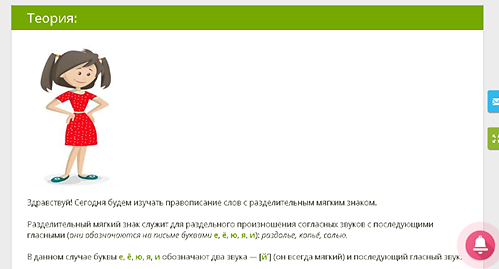 Теория:
Здравствуй! Сегодня будем изучать правописание слов с разделительным мягким знаком.
Разделительный мягкий знак служит для раздельного произношения согласных звуков с последующими
гласными (они обозначаются на письме буквами е, ё, ю, я, и): раздолье, копьё, солью.
В данном случае буквы е, ё, ю, я, и обозначают два звука — [й'] (он всегда мягкий) и последующий гласный звук.